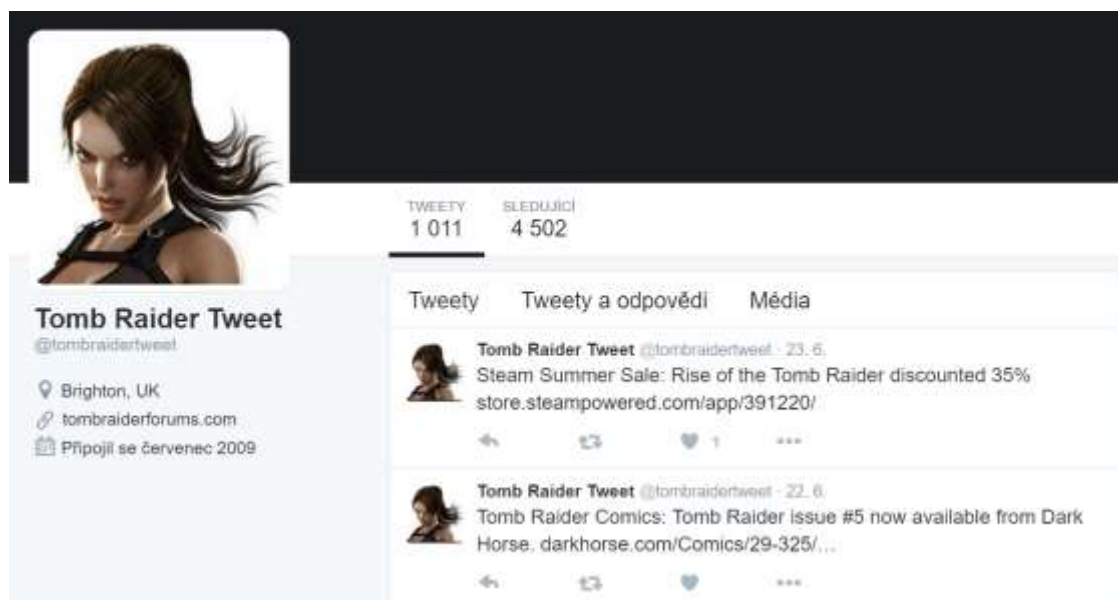 TWEETY SLEDUJÍCÍ
1 011 4 502
Tomb Raider Tweet
@tombraidertweet
Brighton, UK
tombraiderforums.com
Připojil se červenec 2009
Tweety Tweety a odpovědi Média
Tomb Raider Tweet @tombraidertweet · 23. 6.
Steam Summer Sale: Rise of the Tomb Raider discounted 35%
store.steampowered.com/app/391220/
1
Tomb Raider Tweet @tombraidertweet · 22. 6.
Tomb Raider Comics: Tomb Raider issue #5 now available from Dark
Horse. darkhorse.com/Comics/29-325/…